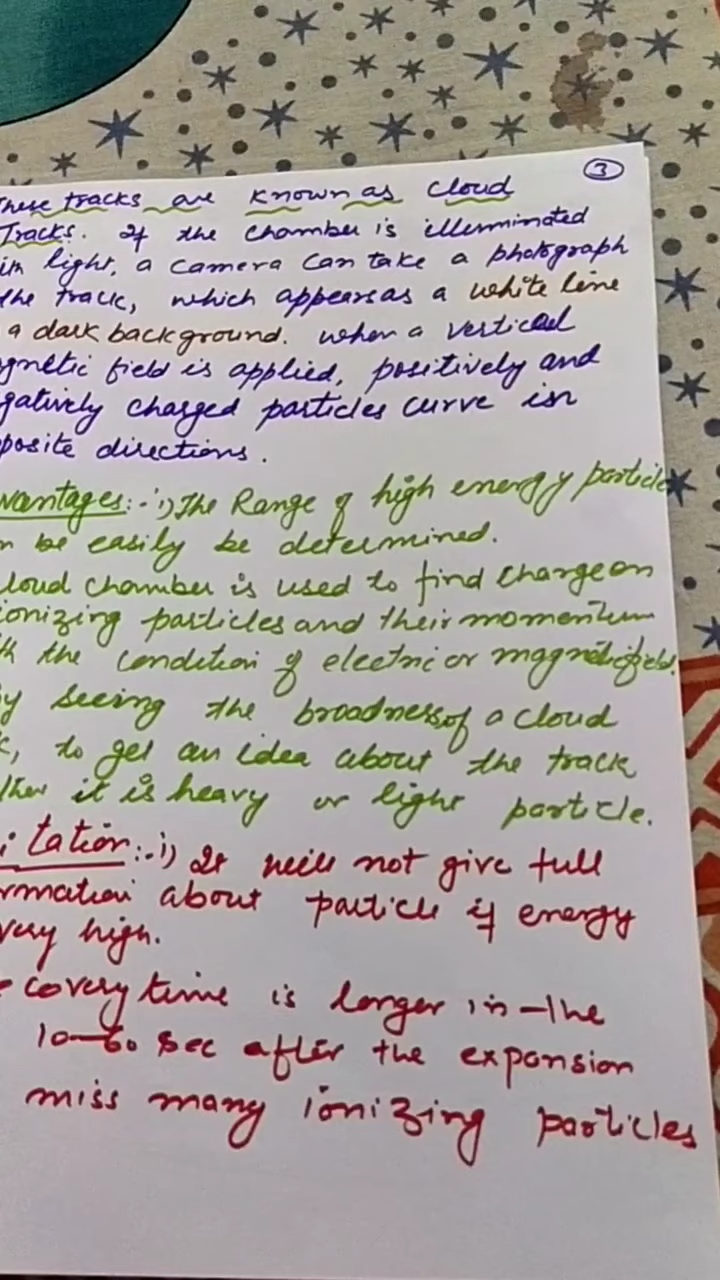 3
These tracks are known as cloud
Tracks. If the chamber is illuminated
in light, a camera can take a photograph
the track, which appears as a white line
a dark background. when a vertical
gnetic field is applied, positively and
gatively charged particles curve in
posite directions.
vantages:- i) The Range of high energy particle
n be easily be determined.
loud chamber is used to find charge on
ionizing particles and their momentum
th the condition of electric or magnetic field.
y seeing the broadness of a cloud
k, to get an idea about the track
ther it is heavy or light particle.
itation:- i) It will not give full
rmation about particle if energy
very high.
covery time is longer in the
10-60 sec after the expansion
miss many ionizing particles